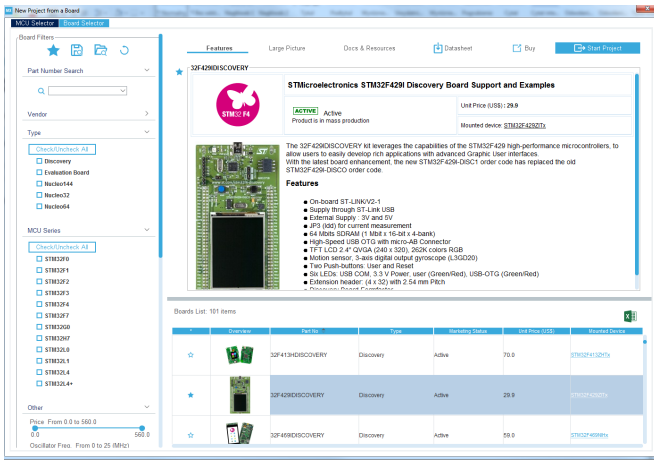 New Project from a Board
MCU Selector Board Selector
Board Filters
Part Number Search
Vendor
Type
Check/Uncheck All
Discovery
Evaluation Board
Nucleo144
Nucleo32
Nucleo64
MCU Series
Check/Uncheck All
STM32F0
STM32F1
STM32F2
STM32F3
STM32F4
STM32F7
STM32G0
STM32H7
STM32L0
STM32L1
STM32L4
STM32L4+
Other
Price From 0.0 to 560.0
0.0 560.0
Oscillator Freq. From 0 to 25 (MHz)
Features Large Picture Docs & Resources Datasheet Buy Start Project
32F429IDISCOVERY
STM32 F4
STMicroelectronics STM32F429I Discovery Board Support and Examples
ACTIVE Active
Product is in mass production
Unit Price (US$) : 29.9
Mounted device: STM32F429ZITx
The 32F429IDISCOVERY kit leverages the capabilities of the STM32F429 high-performance microcontrollers, to
allow users to easily develop rich applications with advanced Graphic User interfaces.
With the latest board enhancement, the new STM32F429I-DISC1 order code has replaced the old
STM32F429I-DISCO order code.
Features
On-board ST-LINK/V2-1
Supply through ST-Link USB
External Supply : 3V and 5V
JP3 (Idd) for current measurement
64 Mbits SDRAM (1 Mbit x 16-bit x 4-bank)
High-Speed USB OTG with micro-AB Connector
TFT LCD 2.4" QVGA (240 x 320), 262K colors RGB
Motion sensor, 3-axis digital output gyroscope (L3GD20)
Two Push-buttons: User and Reset
Six LEDs: USB COM, 3.3 V Power, user (Green/Red), USB-OTG (Green/Red)
Extension header: (4 x 32) with 2.54 mm Pitch
Discovery Board Formfactor
Boards List: 101 items
* Overview Part No Type Marketing Status Unit Price (US$) Mounted Device
32F413HDISCOVERY Discovery Active 70.0 STM32F413ZHTx
32F429IDISCOVERY Discovery Active 29.9 STM32F429ZITx
32F469IDISCOVERY Discovery Active 59.0 STM32F469NIHx